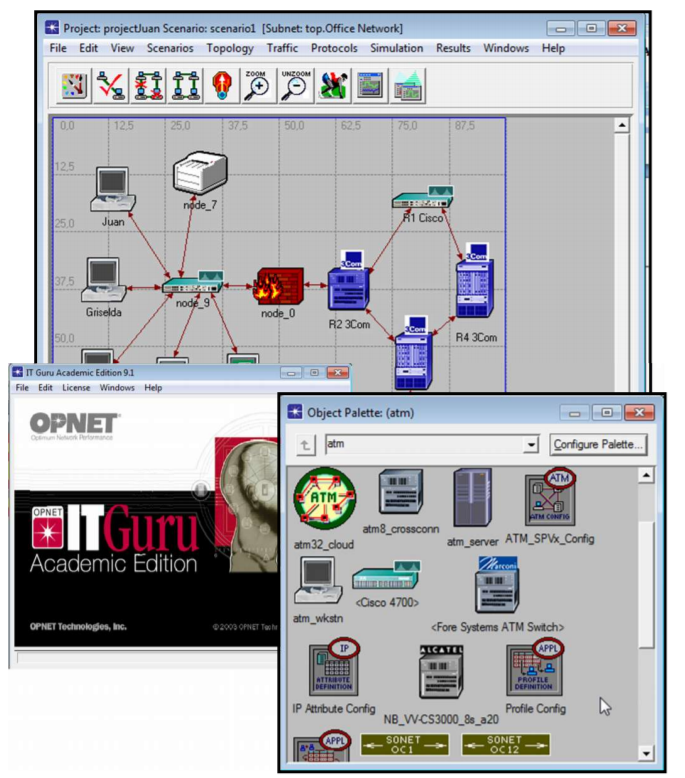 Project: projectJuan Scenario: scenario1 [Subnet: top.Office Network]
File Edit View Scenarios Topology Traffic Protocols Simulation Results Windows Help
ZOOM UNZOOM
0,0 12,5 25,0 37,5 50,0 62,5 75,0 87,5
12,5
node_7
Juan
R1 Cisco
25,0
3Com
3Com
37,5
Griselda
node_9
node_0
R2 3Com
R4 3Com
3Com
50,0
IT Guru Academic Edition 9.1
File Edit License Windows Help
OPNET
Optimum Network Performance
OPNET
ITGuru
Academic Edition
OPNET Technologies, Inc.
© 2003 OPNET
Object Palette: (atm)
atm
Configure Palette...
ATM
ATM
ATM CONFIG
atm32_cloud
atm8_crossconn
atm_server
ATM_SPVx_Config
Marconi
atm_wkstn
<Cisco 4700>
<Fore Systems ATM Switch>
IP
ATTRIBUTE DEFINITION
ALCATEL
APPL
PROFILE DEFINITION
IP Attribute Config
NB_VV-CS3000_8s_a20
Profile Config
APPL
SONET OC1
SONET OC12